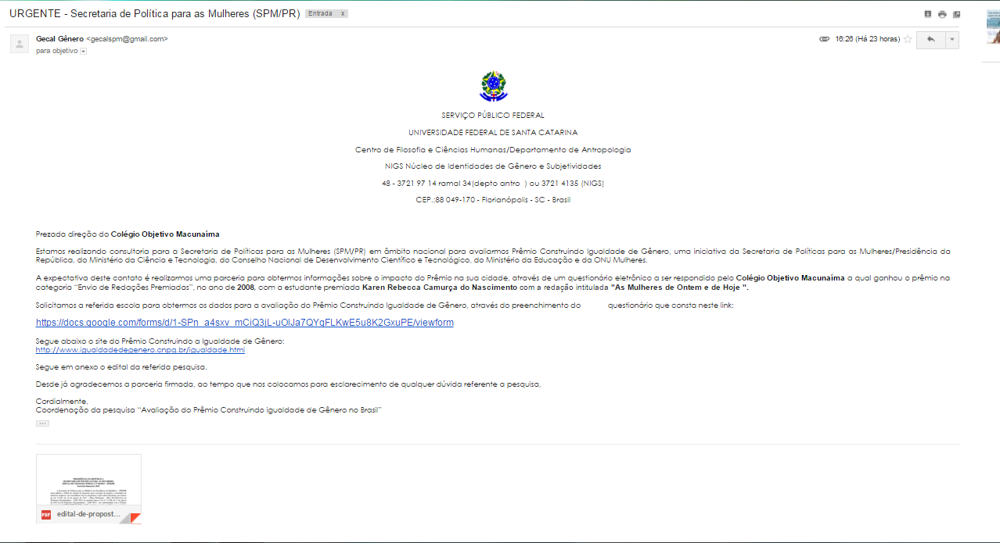 URGENTE - Secretaria de Política para as Mulheres (SPM/PR) Entrada x
Gecal Gênero <gecalspm@gmail.com> 16:26 (Há 23 horas)
para objetivo
SERVIÇO PÚBLICO FEDERAL
UNIVERSIDADE FEDERAL DE SANTA CATARINA
Centro de Filosofia e Ciências Humanas/Departamento de Antropologia
NIGS Núcleo de Identidades de Gênero e Subjetividades
48 - 3721 97 14 ramal 34(depto antro ) ou 3721 4135 (NIGS)
CEP.:88 049-170 - Florianópolis - SC - Brasil
Prezada direção do Colégio Objetivo Macunaíma
Estamos realizando consultoria para a Secretaria de Políticas para as Mulheres (SPM/PR) em âmbito nacional para avaliarmos Prêmio Construindo Igualdade de Gênero, uma iniciativa da Secretaria de Políticas para as Mulheres/Presidência da
República, do Ministério da Ciência e Tecnologia, do Conselho Nacional de Desenvolvimento Científico e Tecnológico, do Ministério da Educação e da ONU Mulheres.
A expectativa deste contato é realizarmos uma parceria para obtermos informações sobre o impacto do Prêmio na sua cidade, através de um questionário eletrônico a ser respondido pelo Colégio Objetivo Macunaíma a qual ganhou o prêmio na
categoria “Envio de Redações Premiadas”, no ano de 2008, com a estudante premiada Karen Rebecca Camurça do Nascimento com a redação intitulada "As Mulheres de Ontem e de Hoje ".
Solicitamos a referida escola para obtermos os dados para a avaliação do Prêmio Construindo Igualdade de Gênero, através do preenchimento do questionário que consta neste link:
https://docs.google.com/forms/d/1-SPn_a4sxv_mCiQ3jL-uOlJa7QYqFLKwE5u8K2GxuPE/viewform
Segue abaixo o site do Prêmio Construindo a Igualdade de Gênero:
http://www.igualdadedegenero.cnpq.br/igualdade.html
Segue em anexo o edital da referida pesquisa.
Desde já agradecemos a parceria firmada, ao tempo que nos colocamos para esclarecimento de qualquer dúvida referente a pesquisa,
Cordialmente,
Coordenação da pesquisa “Avaliação do Prêmio Construindo igualdade de Gênero no Brasil”
PDF edital-de-propost...